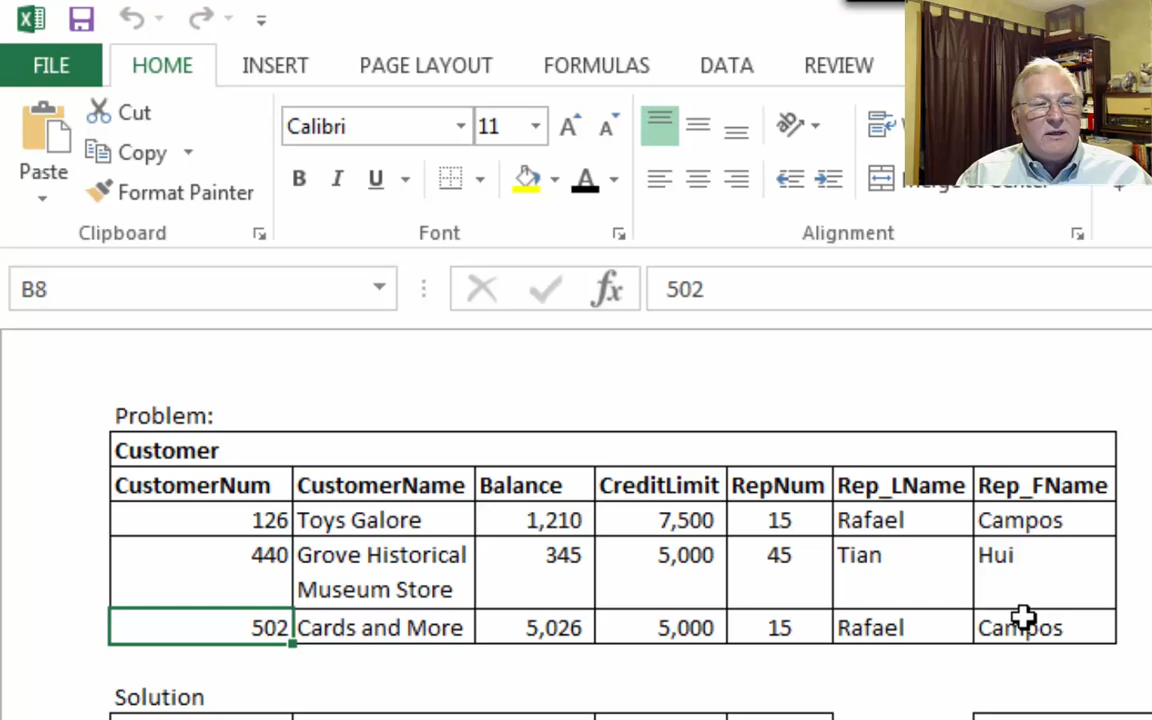 FILE HOME INSERT PAGE LAYOUT FORMULAS DATA REVIEW
Cut
Calibri 11
Copy
Paste
Format Painter
B I U A
Clipboard Font Alignment
B8 fx 502
Problem:
Customer
CustomerNum CustomerName Balance CreditLimit RepNum Rep_LName Rep_FName
126 Toys Galore 1,210 7,500 15 Rafael Campos
440 Grove Historical 345 5,000 45 Tian Hui
Museum Store
502 Cards and More 5,026 5,000 15 Rafael Campos
Solution